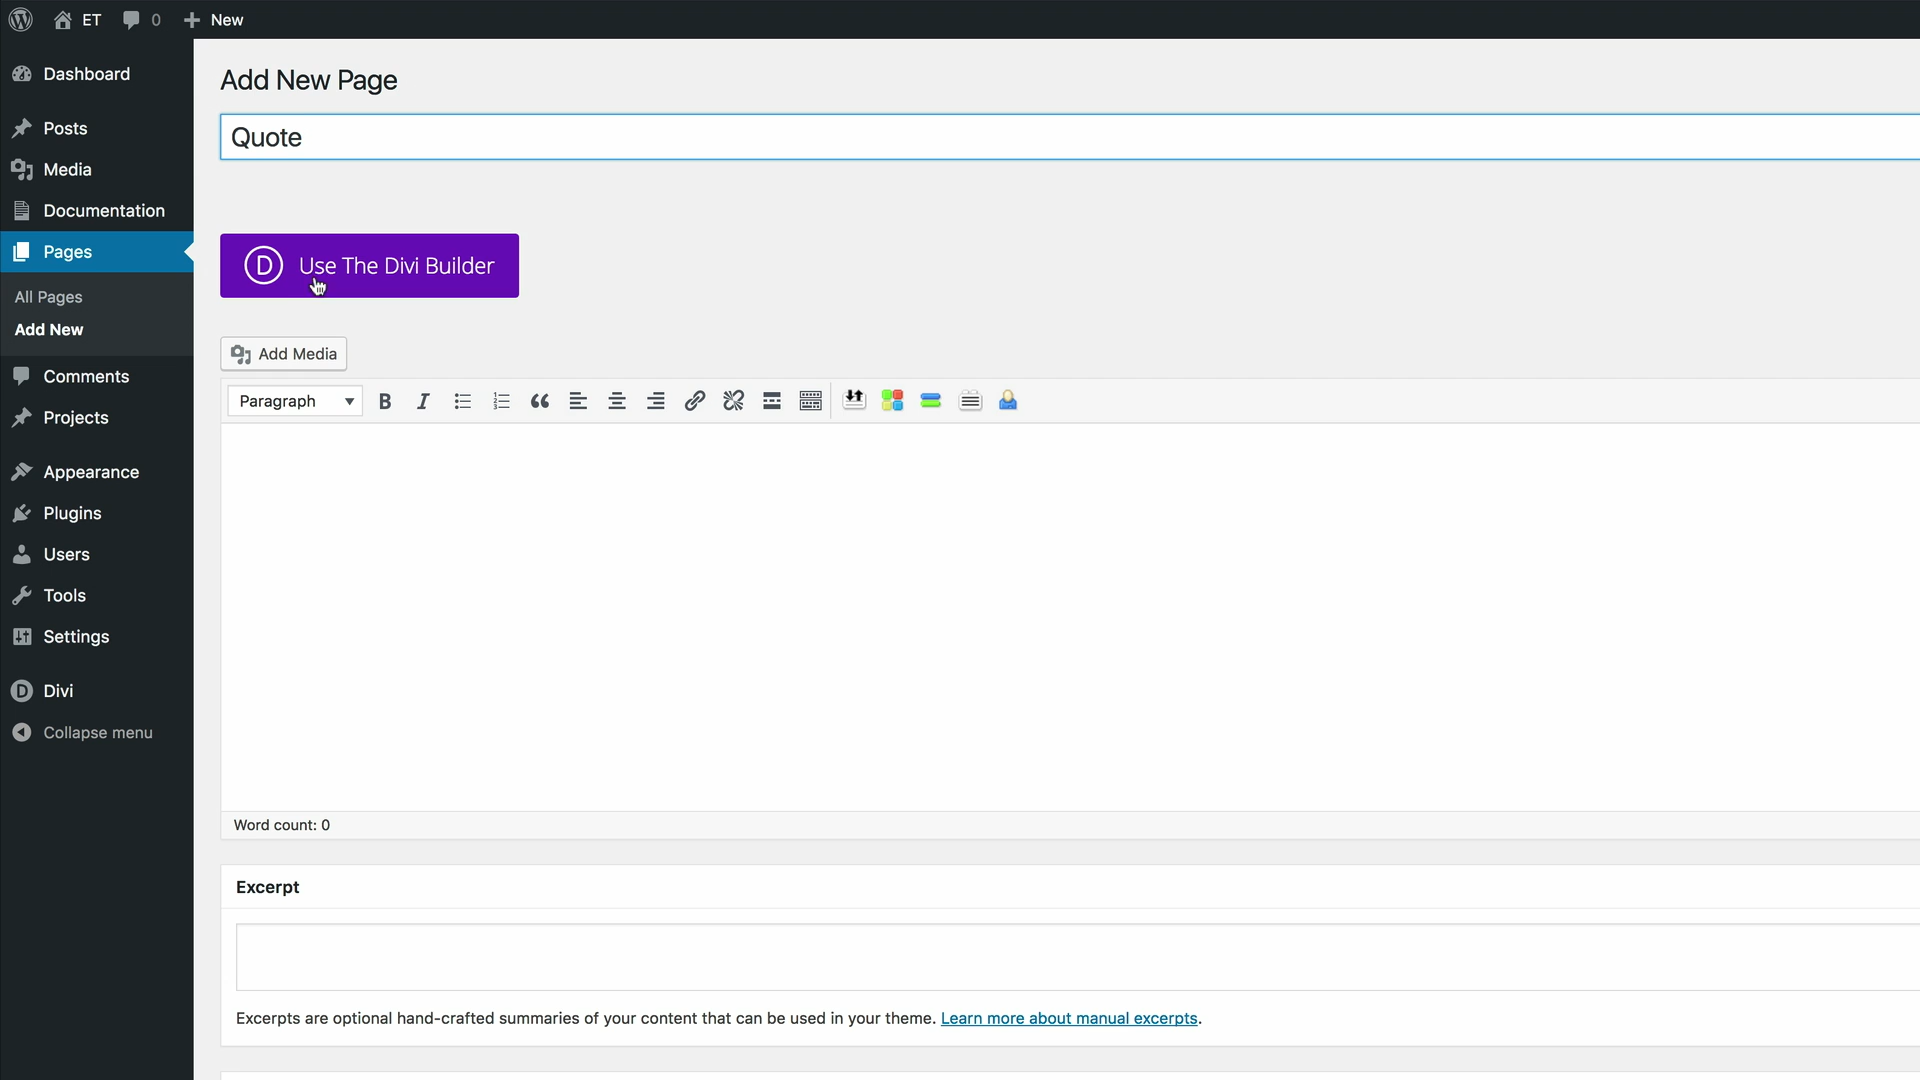 ET
0
New
Dashboard
Posts
Media
Documentation
Pages
All Pages
Add New
Comments
Projects
Appearance
Plugins
Users
Tools
Settings
Divi
Collapse menu
Add New Page
Quote
Use The Divi Builder
Add Media
Paragraph
Word count: 0
Excerpt
Excerpts are optional hand-crafted summaries of your content that can be used in your theme. Learn more about manual excerpts.